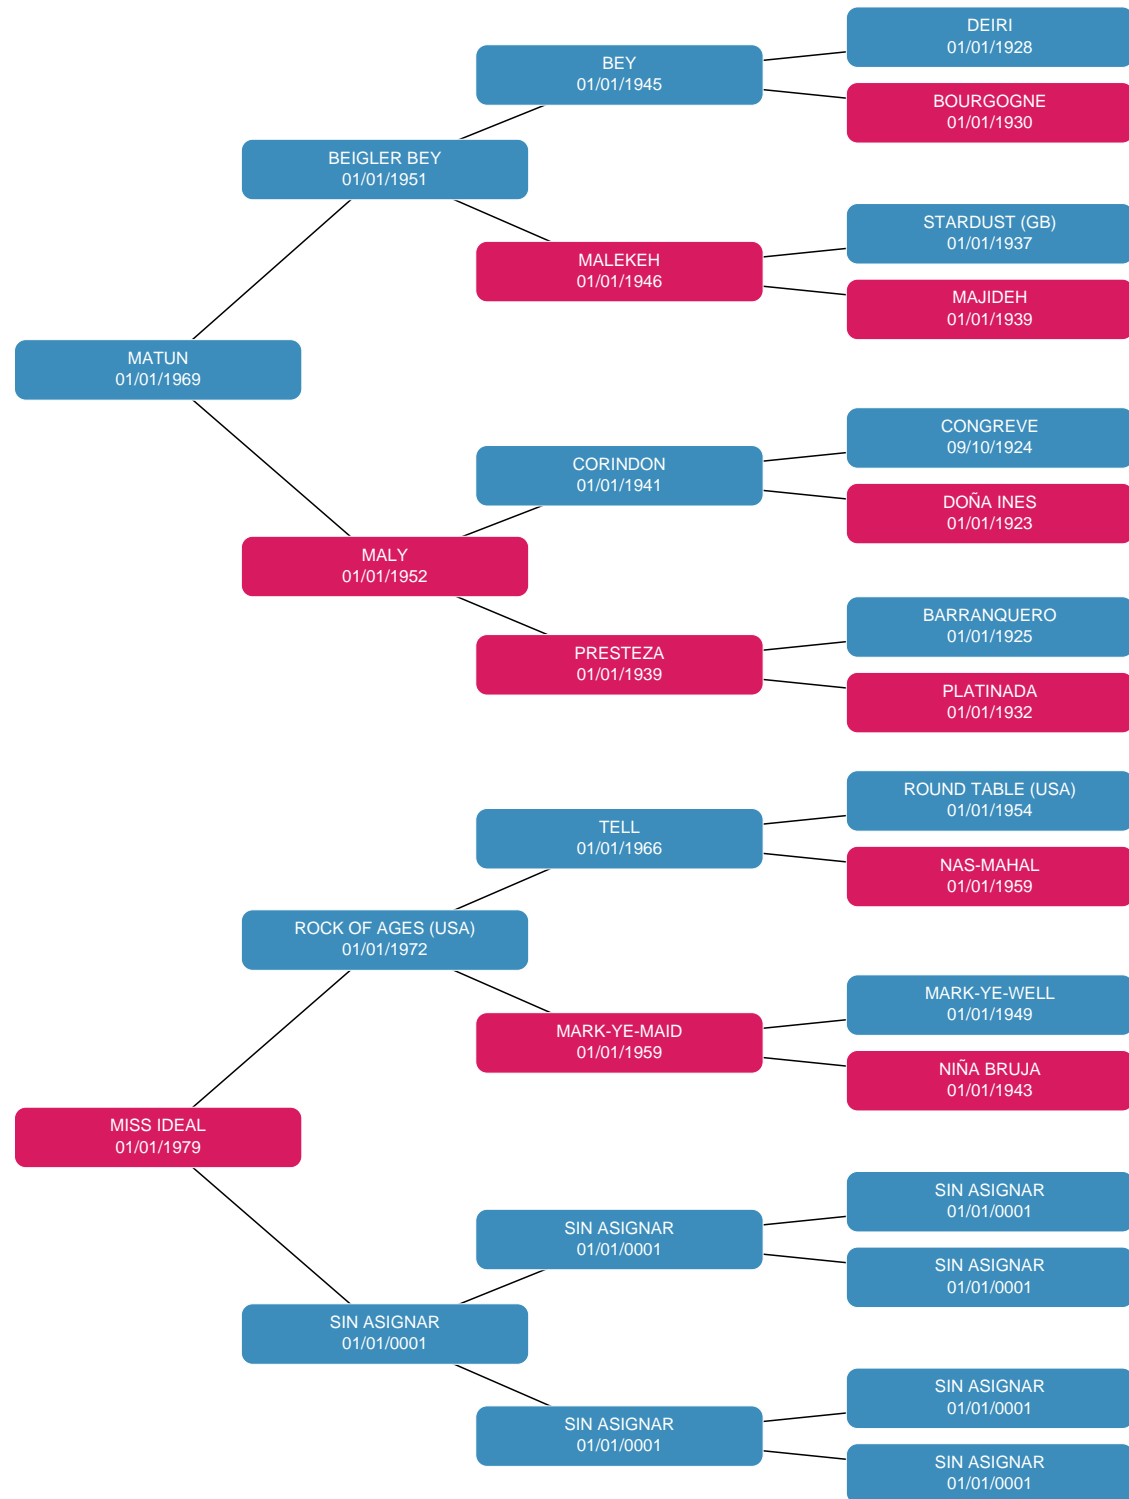 DEIRI
01/01/1928
BEY
01/01/1945
BOURGOGNE
01/01/1930
BEIGLER BEY
01/01/1951
STARDUST (GB)
01/01/1937
MALEKEH
01/01/1946
MAJIDEH
01/01/1939
MATUN
01/01/1969
CONGREVE
09/10/1924
CORINDON
01/01/1941
DOÑA INES
01/01/1923
MALY
01/01/1952
BARRANQUERO
01/01/1925
PRESTEZA
01/01/1939
PLATINADA
01/01/1932
ROUND TABLE (USA)
01/01/1954
TELL
01/01/1966
NAS-MAHAL
01/01/1959
ROCK OF AGES (USA)
01/01/1972
MARK-YE-WELL
01/01/1949
MARK-YE-MAID
01/01/1959
NIÑA BRUJA
01/01/1943
MISS IDEAL
01/01/1979
SIN ASIGNAR
01/01/0001
SIN ASIGNAR
01/01/0001
SIN ASIGNAR
01/01/0001
SIN ASIGNAR
01/01/0001
SIN ASIGNAR
01/01/0001
SIN ASIGNAR
01/01/0001
SIN ASIGNAR
01/01/0001